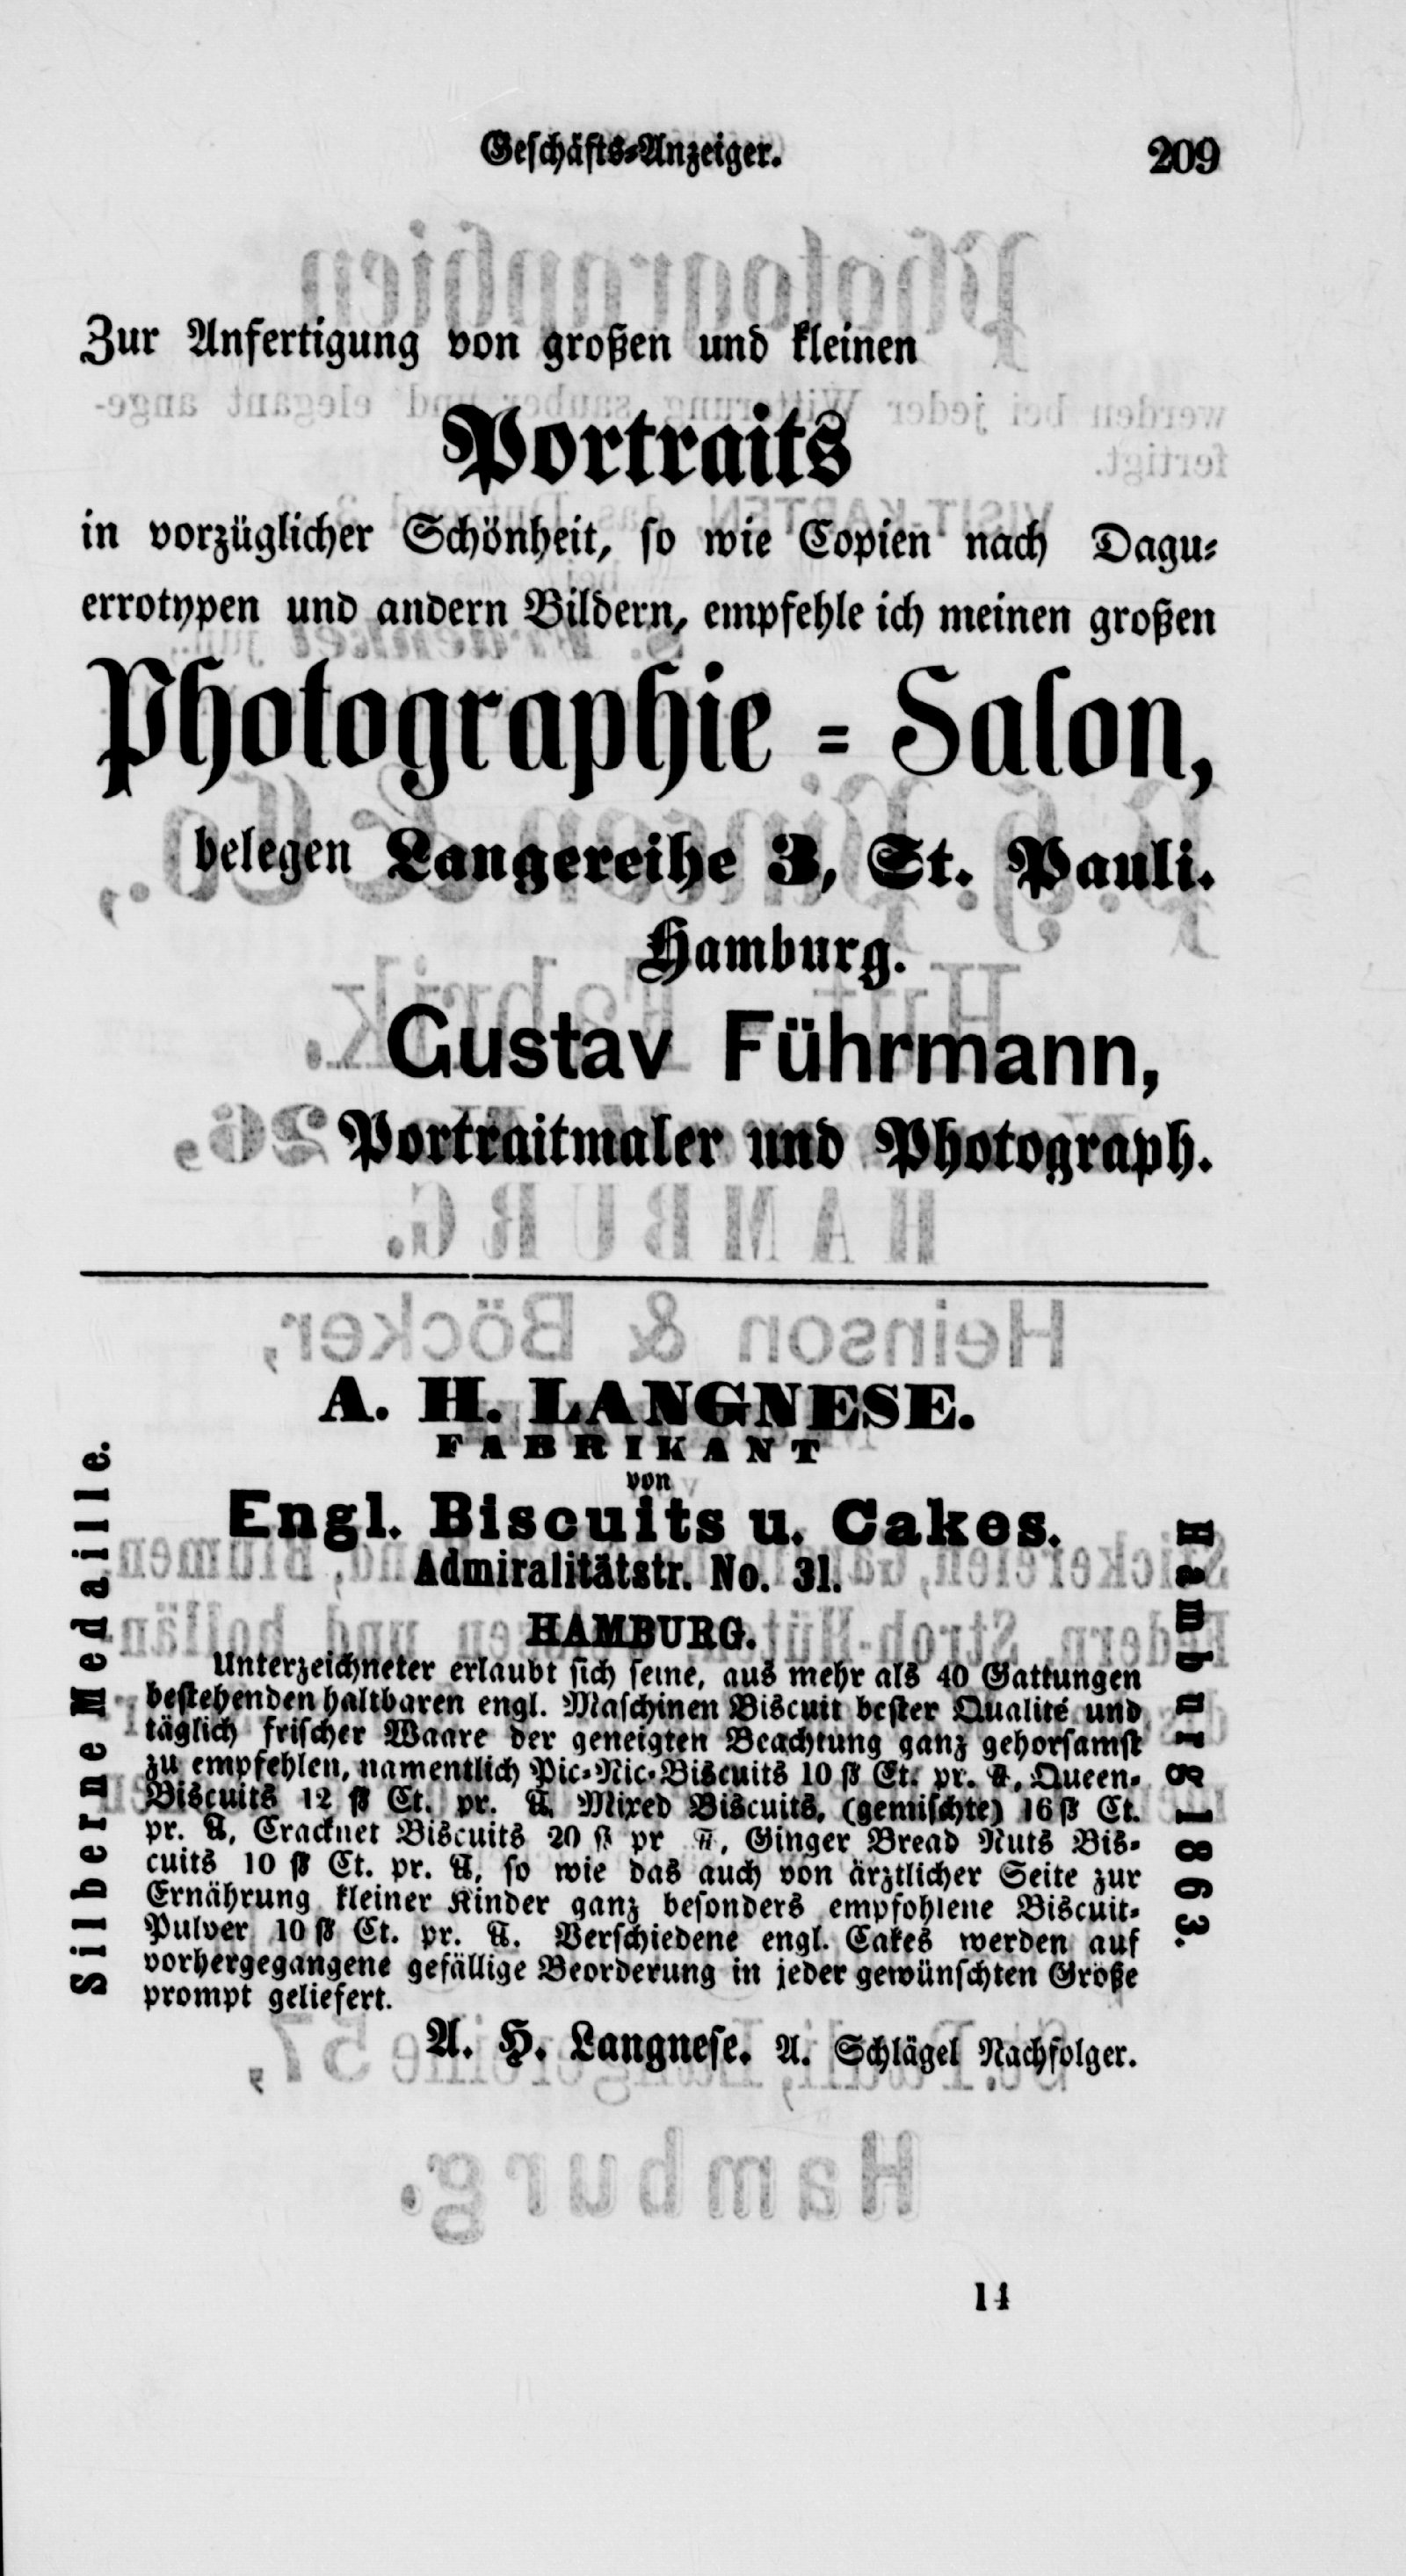 Geschäfts-Anzeiger. 209
Zur Anfertigung von großen und kleinen
Portraits
in vorzüglicher Schönheit, so wie Copien nach Dagu-
errotypen und andern Bildern, empfehle ich meinen großen
Photographie-Salon,
belegen Langereihe 3, St. Pauli.
Hamburg.
Gustav Führmann,
Portraitmaler und Photograph.
A. H. LANGNESE.
FABRIKANT
von
Engl. Biscuits u. Cakes.
Admiralitätstr. No. 31.
HAMBURG.
Silberne Medaille.
Unterzeichneter erlaubt sich seine, aus mehr als 40 Gattungen
bestehenden haltbaren engl. Maschinen Biscuit bester Qualité und
täglich frischer Waare der geneigten Beachtung ganz gehorsamst
zu empfehlen, namentlich Pic-Nic-Biscuits 10 ß Ct. pr. ℔, Queen-
Biscuits 12 ß Ct. pr. ℔. Mixed Biscuits, (gemischte) 16 ß Ct.
pr. ℔, Cracknet Biscuits 20 ß pr ℔, Ginger Bread Nuts Bis-
cuits 10 ß Ct. pr. ℔, so wie das auch von ärztlicher Seite zur
Ernährung kleiner Kinder ganz besonders empfohlene Biscuit-
Pulver 10 ß Ct. pr. ℔. Verschiedene engl. Cakes werden auf
vorhergegangene gefällige Beorderung in jeder gewünschten Größe
prompt geliefert.
A. H. Langnese. A. Schlägel Nachfolger.
14